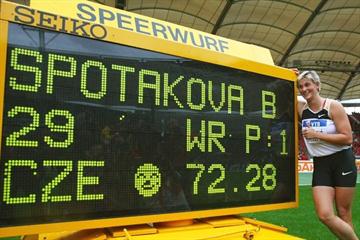 SPEERWURF
SEIKO
SPOTAKOVA B
29 WR P:1
CZE 72.28